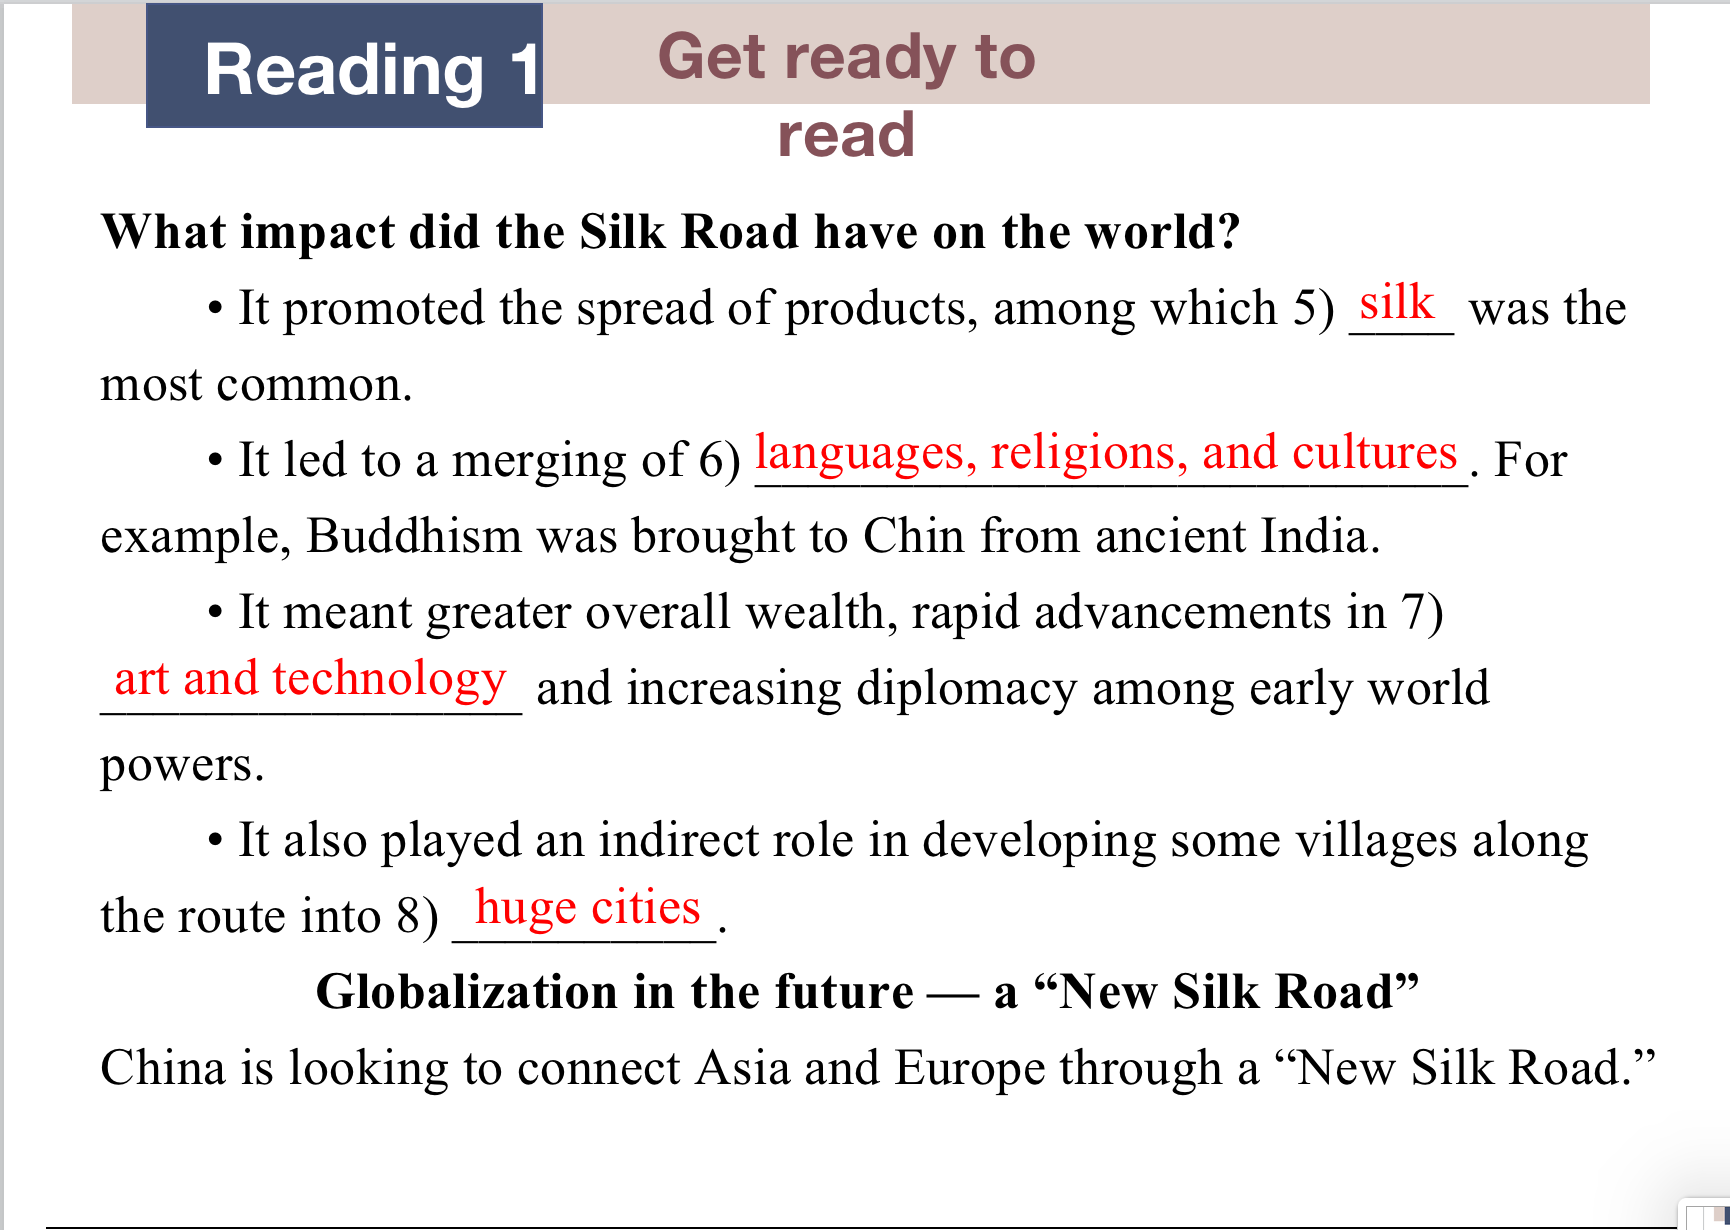 Reading 1
Get ready to
read
What impact did the Silk Road have on the world?
• It promoted the spread of products, among which 5) silk was the
most common.
• It led to a merging of 6) languages, religions, and cultures. For
example, Buddhism was brought to Chin from ancient India.
• It meant greater overall wealth, rapid advancements in 7)
art and technology and increasing diplomacy among early world
powers.
• It also played an indirect role in developing some villages along
the route into 8) huge cities.
Globalization in the future — a “New Silk Road”
China is looking to connect Asia and Europe through a “New Silk Road.”